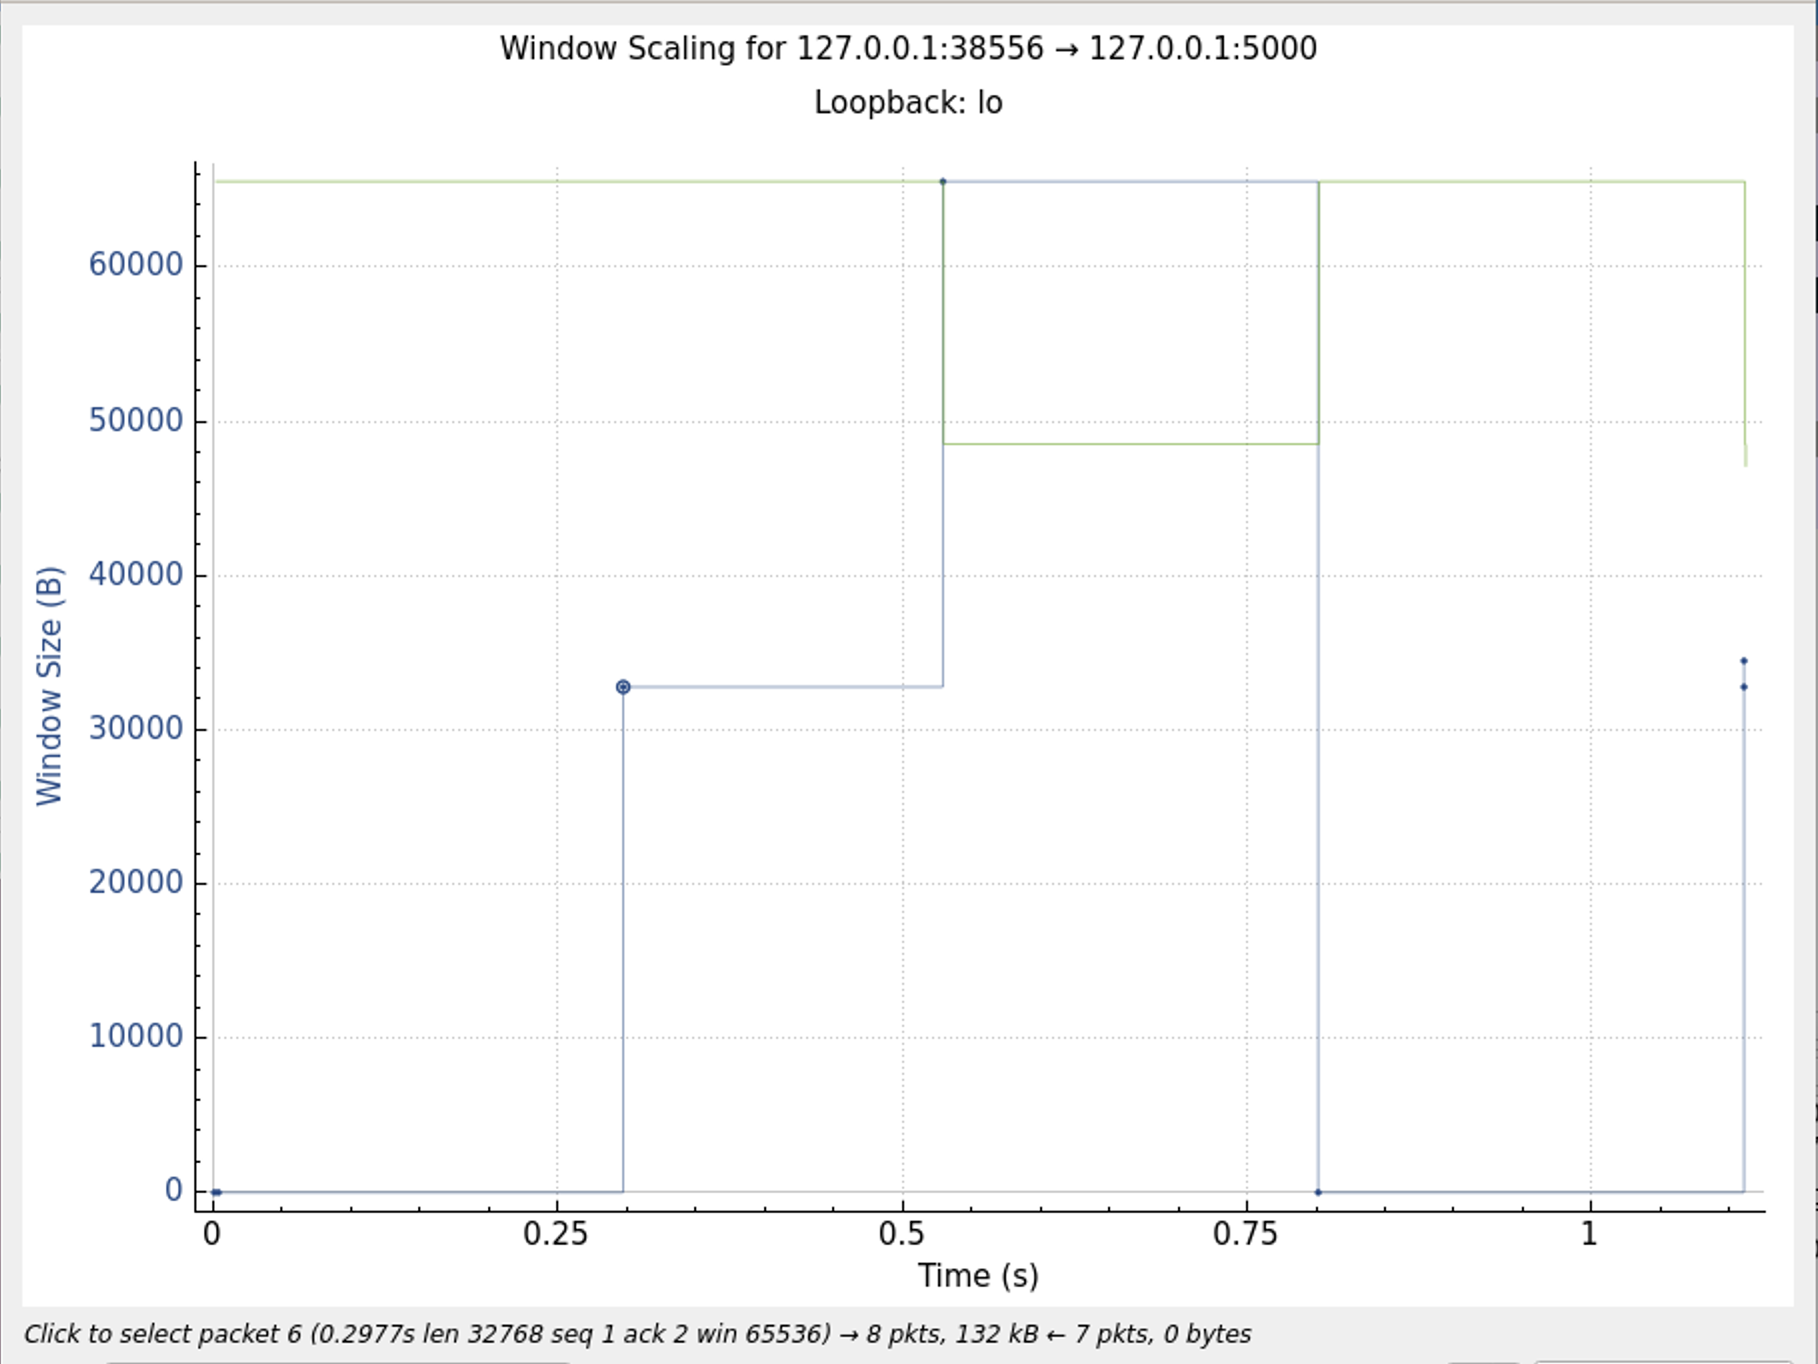 Window Scaling for 127.0.0.1:38556 → 127.0.0.1:5000
Loopback: lo
Window Size (B)
60000
50000
40000
30000
20000
10000
0
0 0.25 0.5 0.75 1
Time (s)
Click to select packet 6 (0.2977s len 32768 seq 1 ack 2 win 65536) → 8 pkts, 132 kB ← 7 pkts, 0 bytes